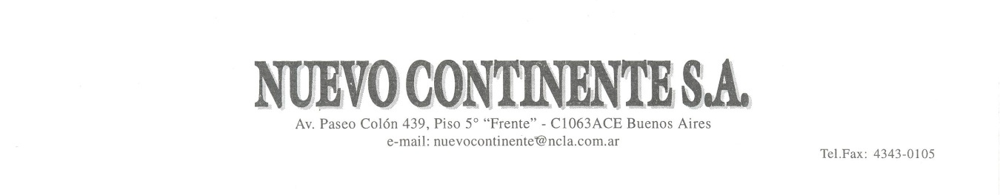 NUEVO CONTINENTE S.A.
Av. Paseo Colón 439, Piso 5° “Frente” - C1063ACE Buenos Aires
e-mail: nuevocontinente@ncla.com.ar
Tel.Fax: 4343-0105